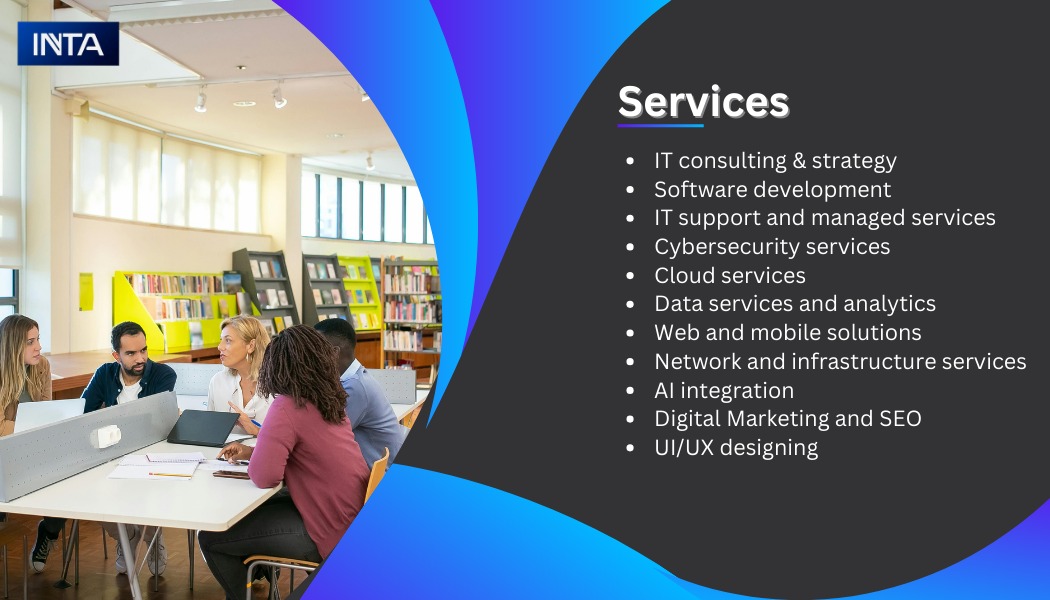 INTA
Services
• IT consulting & strategy
• Software development
• IT support and managed services
• Cybersecurity services
• Cloud services
• Data services and analytics
• Web and mobile solutions
• Network and infrastructure services
• AI integration
• Digital Marketing and SEO
• UI/UX designing